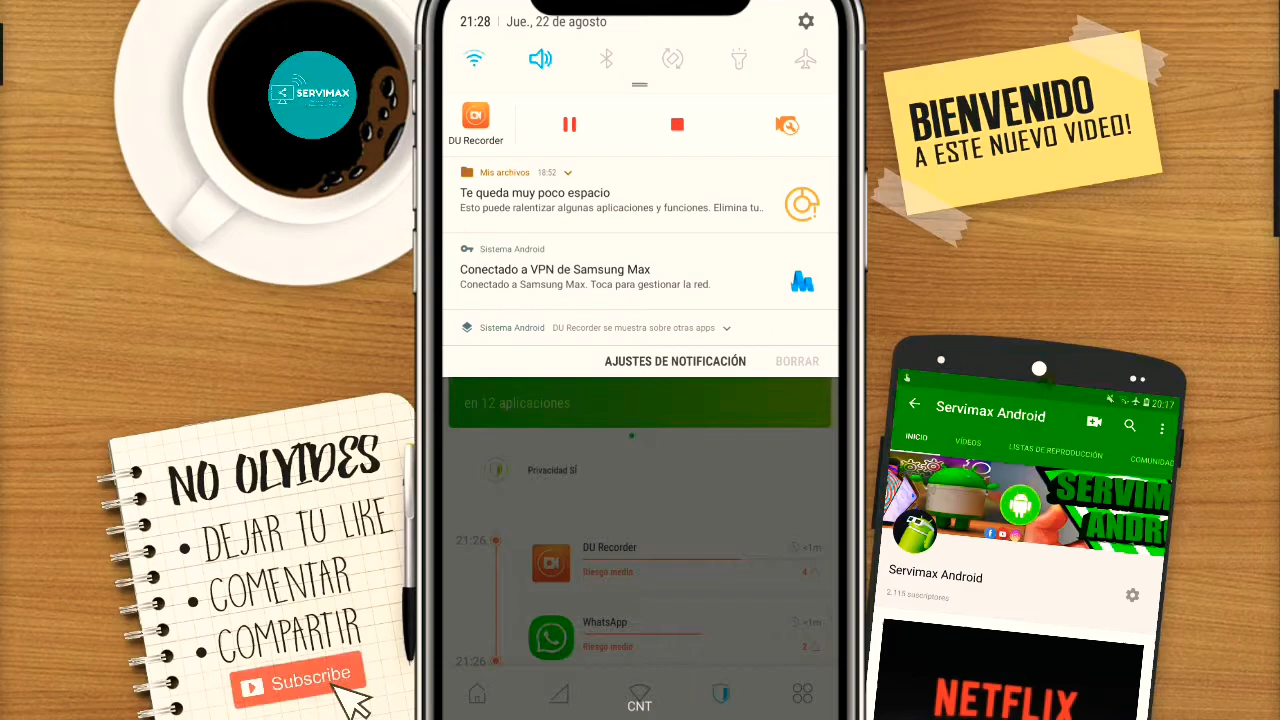 SERVIMAX
21:28 Jue., 22 de agosto
DU Recorder
Mis archivos 18:52
Te queda muy poco espacio
Esto puede ralentizar algunas aplicaciones y funciones. Elimina tu..
Sistema Android
Conectado a VPN de Samsung Max
Conectado a Samsung Max. Toca para gestionar la red.
Sistema Android DU Recorder se muestra sobre otras apps
AJUSTES DE NOTIFICACIÓN BORRAR
en 12 aplicaciones
Privacidad SÍ
21:26
DU Recorder <1m
Riesgo medio 4
WhatsApp <1m
Riesgo medio 2
21:26
CNT
BIENVENIDO
A ESTE NUEVO VIDEO!
NO OLVIDES
• DEJAR TU LIKE
• COMENTAR
• COMPARTIR
Subscribe
20:17
Servimax Android
INICIO VÍDEOS LISTAS DE REPRODUCCIÓN COMUNIDAD
SERVIM
ANDR
Servimax Android
2.115 suscriptores
NETFLIX